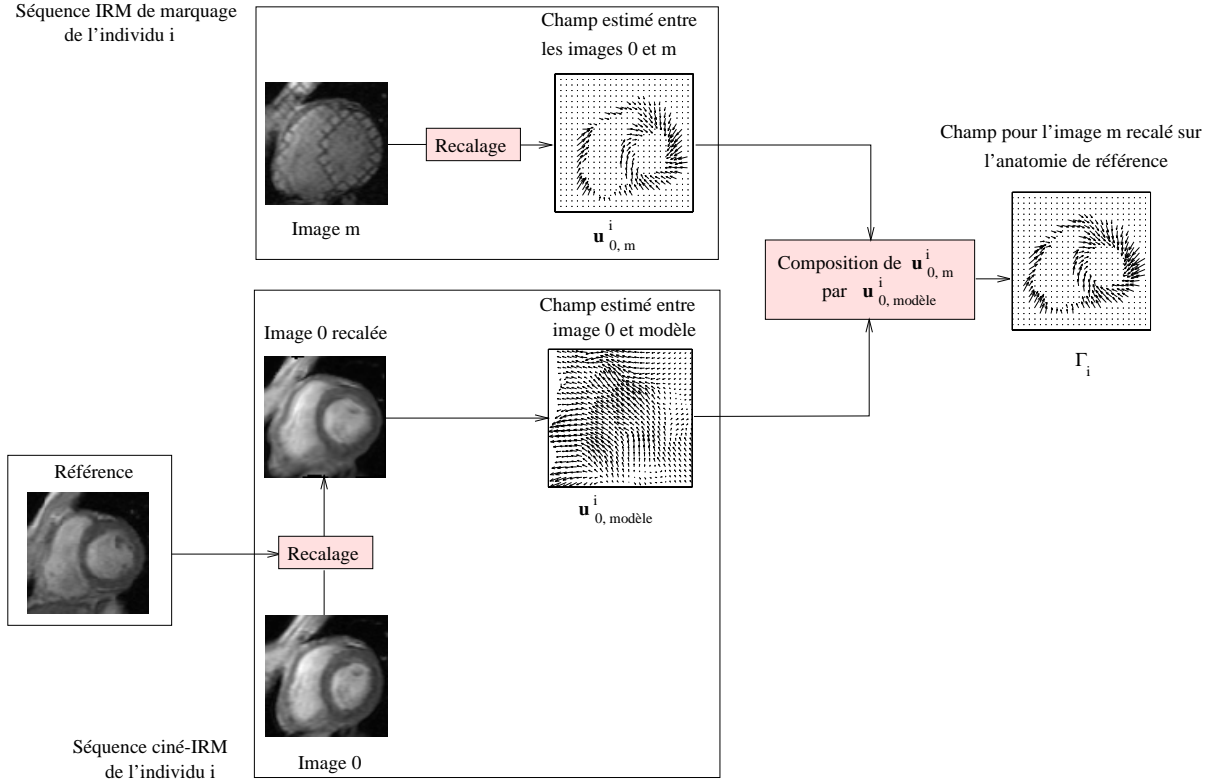 Séquence IRM de marquage
de l'individu i
Champ estimé entre
les images 0 et m
Recalage
Image m
u i 0, m
Champ pour l'image m recalé sur
l'anatomie de référence
Composition de u i 0, m
par u i 0, modèle
Γ i
Champ estimé entre
image 0 et modèle
Image 0 recalée
u i 0, modèle
Référence
Recalage
Image 0
Séquence ciné-IRM
de l'individu i